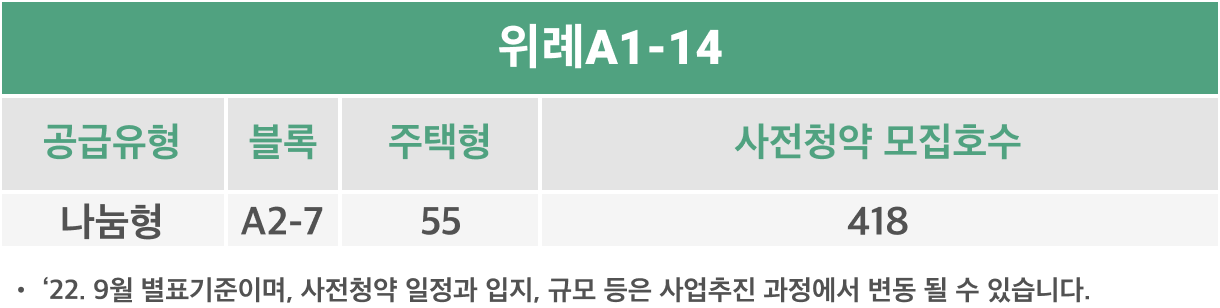 위례A1-14
공급유형 블록 주택형 사전청약 모집호수
나눔형 A2-7 55 418
• ‘22. 9월 별표기준이며, 사전청약 일정과 입지, 규모 등은 사업추진 과정에서 변동 될 수 있습니다.